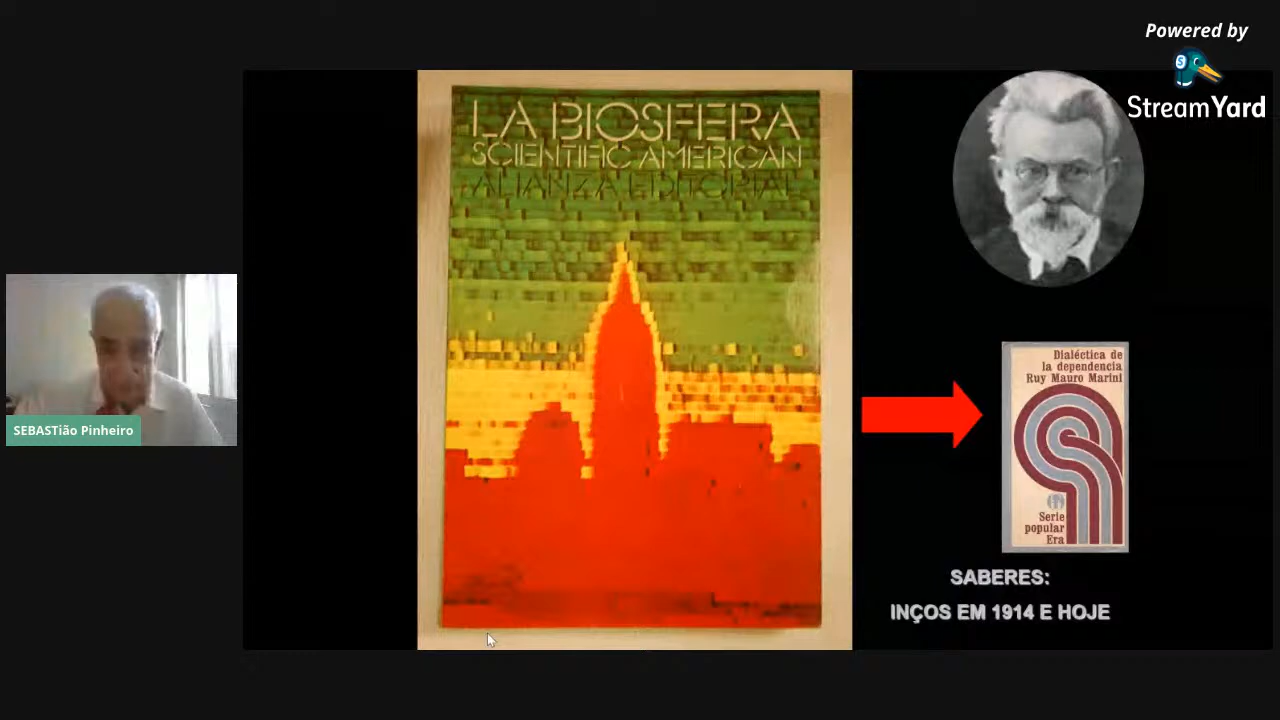 Powered by
StreamYard
LA BIOSFERA
SCIENTIFIC AMERICAN
ALIANZA EDITORIAL
Dialéctica de
la dependencia
Ruy Mauro Marini
Serie
popular
Era
SEBASTião Pinheiro
SABERES:
INÇOS EM 1914 E HOJE